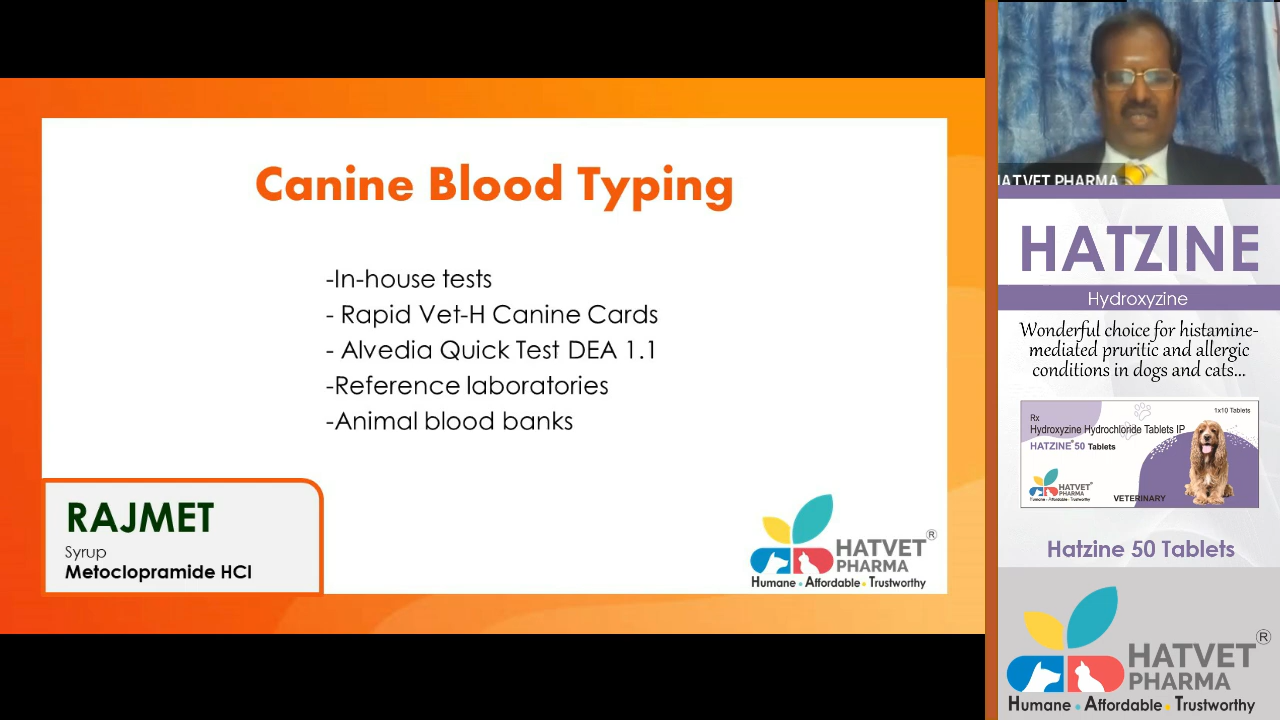 Canine Blood Typing
-In-house tests
- Rapid Vet-H Canine Cards
- Alvedia Quick Test DEA 1.1
-Reference laboratories
-Animal blood banks
RAJMET
Syrup
Metoclopramide HCl
HATVET
PHARMA
®
Humane • Affordable • Trustworthy
HATVET PHARMA
HATZINE
Hydroxyzine
Wonderful choice for histamine-
mediated pruritic and allergic
conditions in dogs and cats...
1x10 Tablets
Rx
Hydroxyzine Hydrochloride Tablets IP
HATZINE® 50 Tablets
HATVET
PHARMA
Humane • Affordable • Trustworthy
VETERINARY
Hatzine 50 Tablets
HATVET
PHARMA
®
Humane • Affordable • Trustworthy